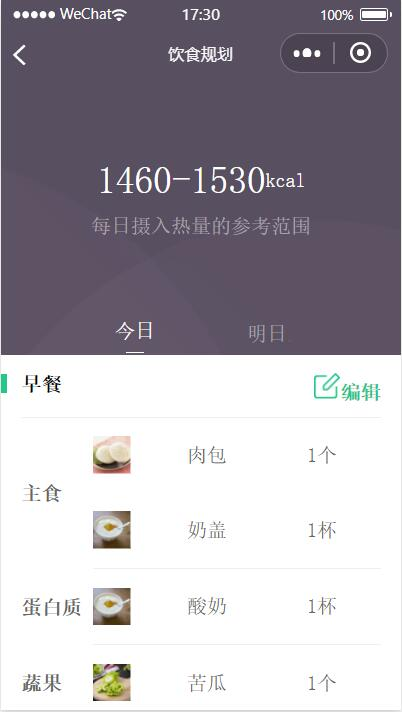 WeChat 17:30 100%
饮食规划
1460-1530kcal
每日摄入热量的参考范围
今日 明日
早餐 编辑
主食
肉包 1个
奶盖 1杯
蛋白质 酸奶 1杯
蔬果 苦瓜 1个